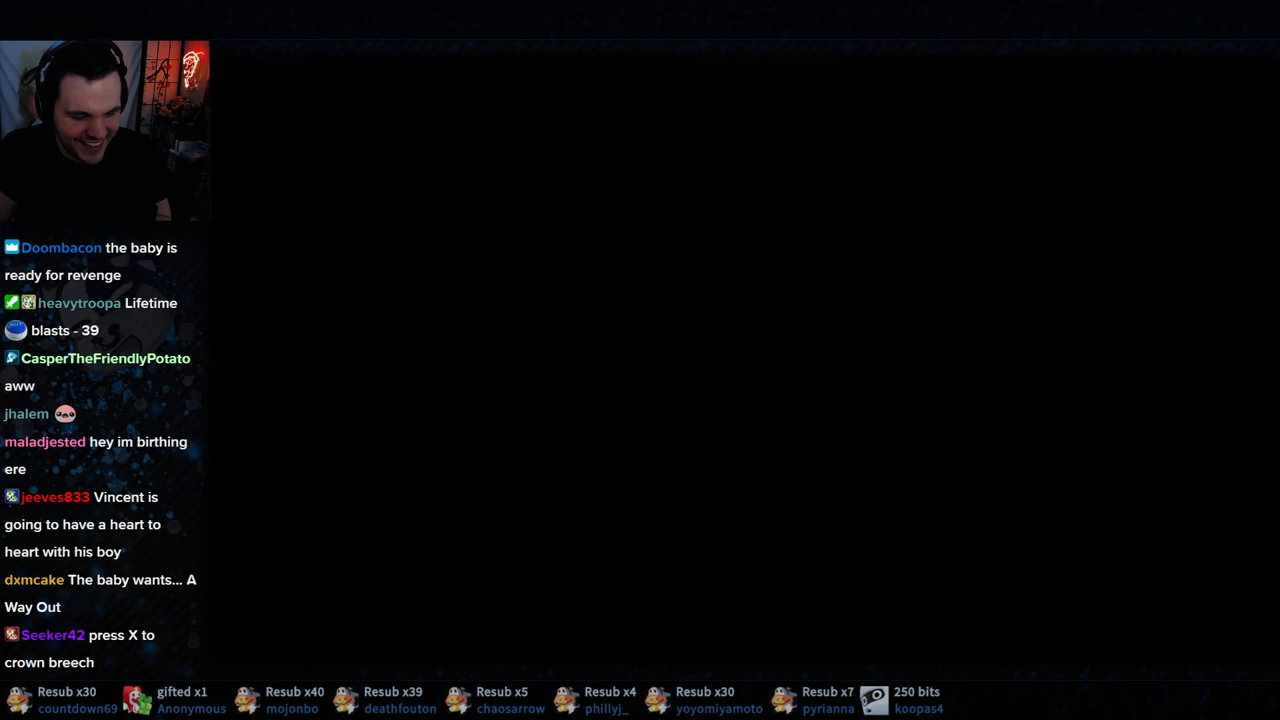 Doombacon the baby is
ready for revenge
heavytroopa Lifetime
blasts - 39
CasperTheFriendlyPotato
aww
jhalem
maladjested hey im birthing
ere
jeeves833 Vincent is
going to have a heart to
heart with his boy
dxmcake The baby wants... A
Way Out
Seeker42 press X to
crown breech
Resub x30 gifted x1 Resub x40 Resub x39 Resub x5 Resub x4 Resub x30 Resub x7 250 bits
countdown69 Anonymous mojonbo deathfouton chaosarrow phillyj_ yoyomiyamoto pyrianna koopas4